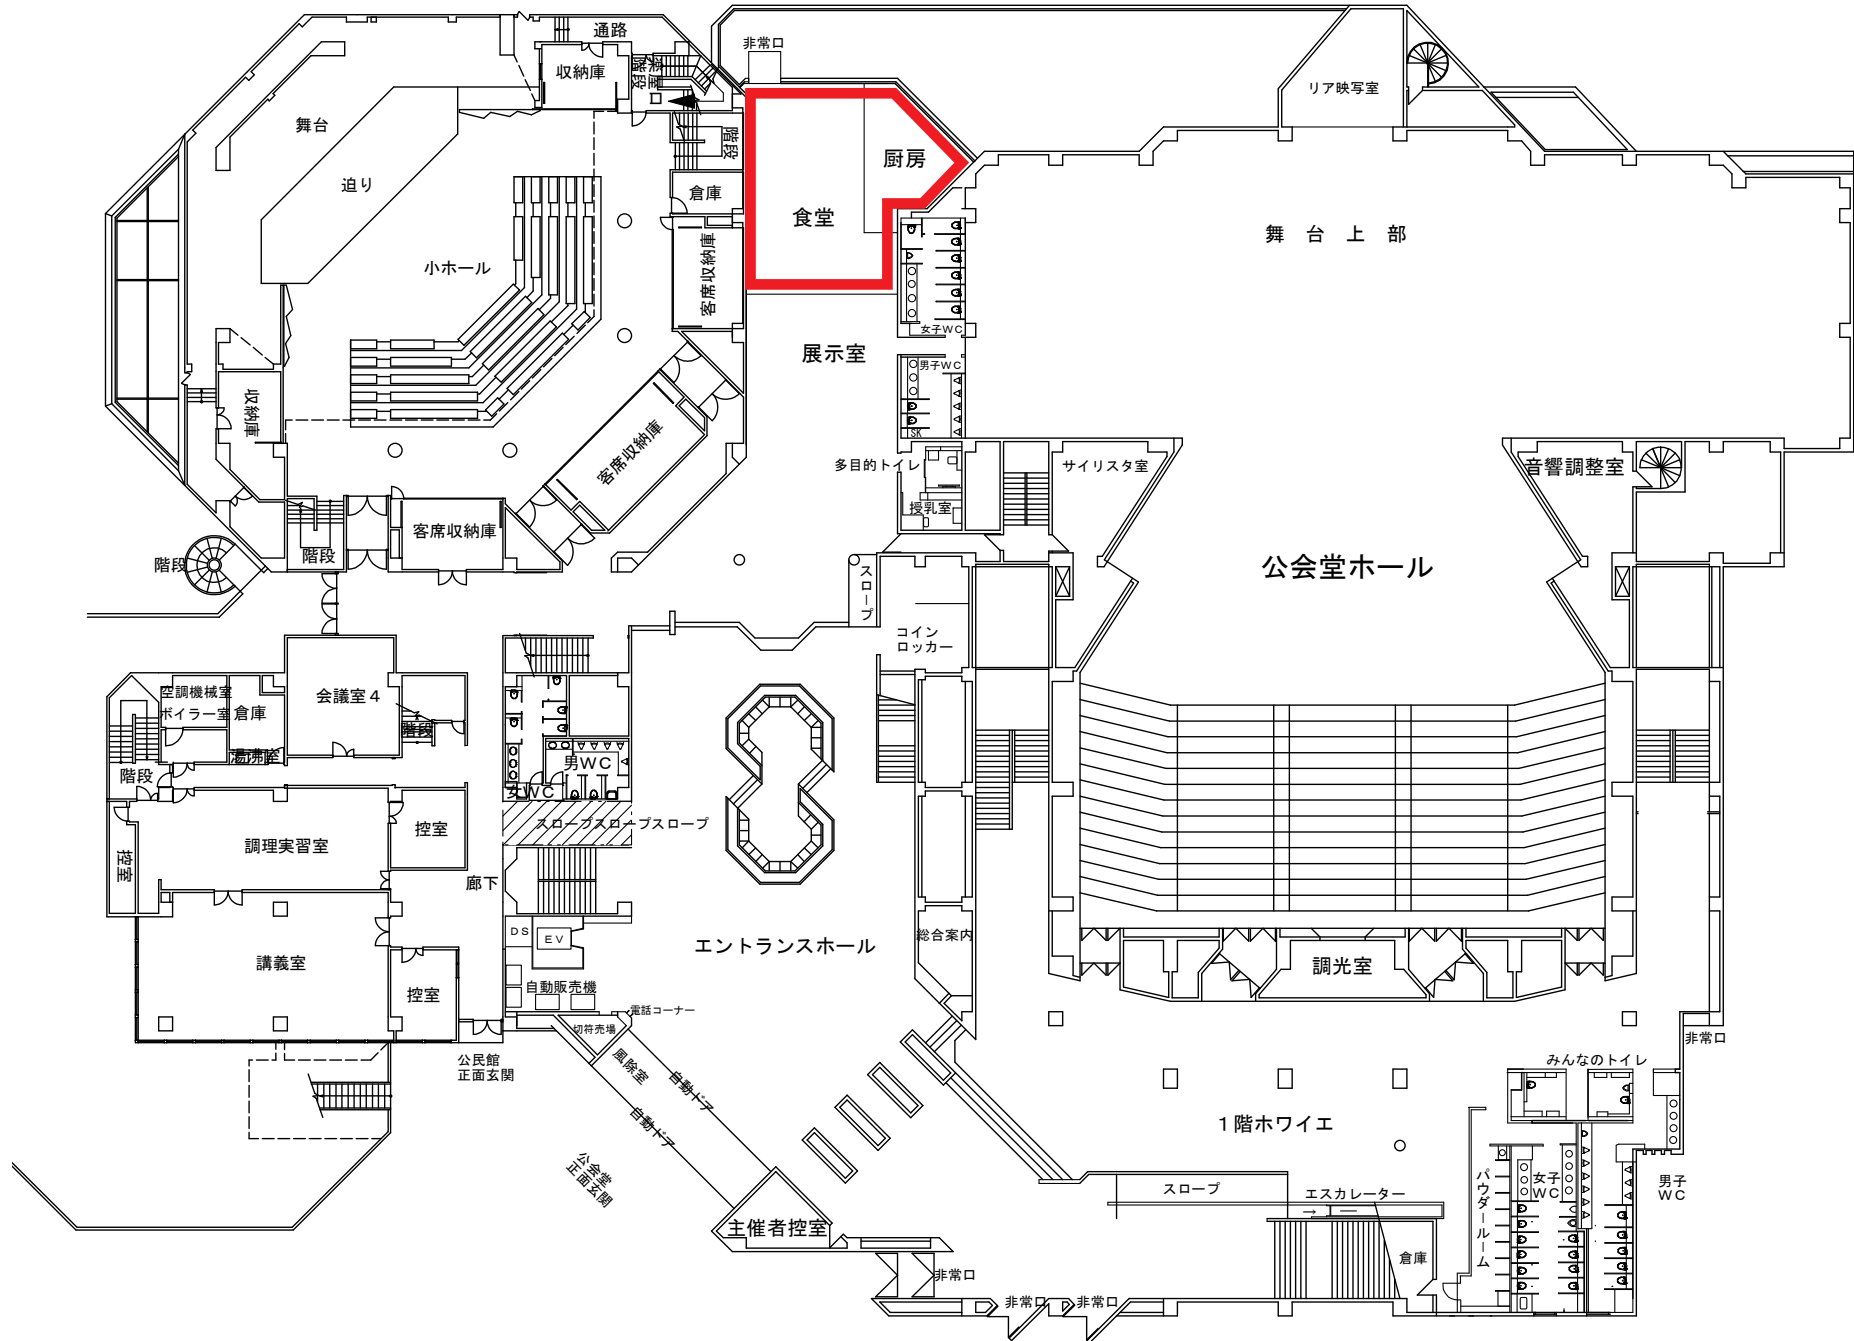 通路
収納庫
楽屋
階段
非常口
リア映写室
舞台
階段
厨房
迫り
倉庫
食堂
舞台上部
小ホール
客席収納庫
女子WC
展示室
男子WC
収納庫
SK
客席収納庫
多目的トイレ
サイリスタ室
音響調整室
授乳室
客席収納庫
階段
階段
公会堂ホール
スロープ
コイン
ロッカー
空調機械室
ボイラー室
倉庫
会議室4
階段
湯沸室
階段
男WC
女WC
スロープスロープスロープ
控室
調理実習室
控室
廊下
DS
EV
エントランスホール
総合案内
講義室
控室
調光室
自動販売機
電話コーナー
切符売場
風除室
自動ドア
自動ドア
公民館
正面玄関
非常口
みんなのトイレ
1階ホワイエ
公会堂
正面玄関
スロープ
エスカレーター
→
パウダールーム
女子
WC
男子
WC
主催者控室
倉庫
非常口
非常口
非常口